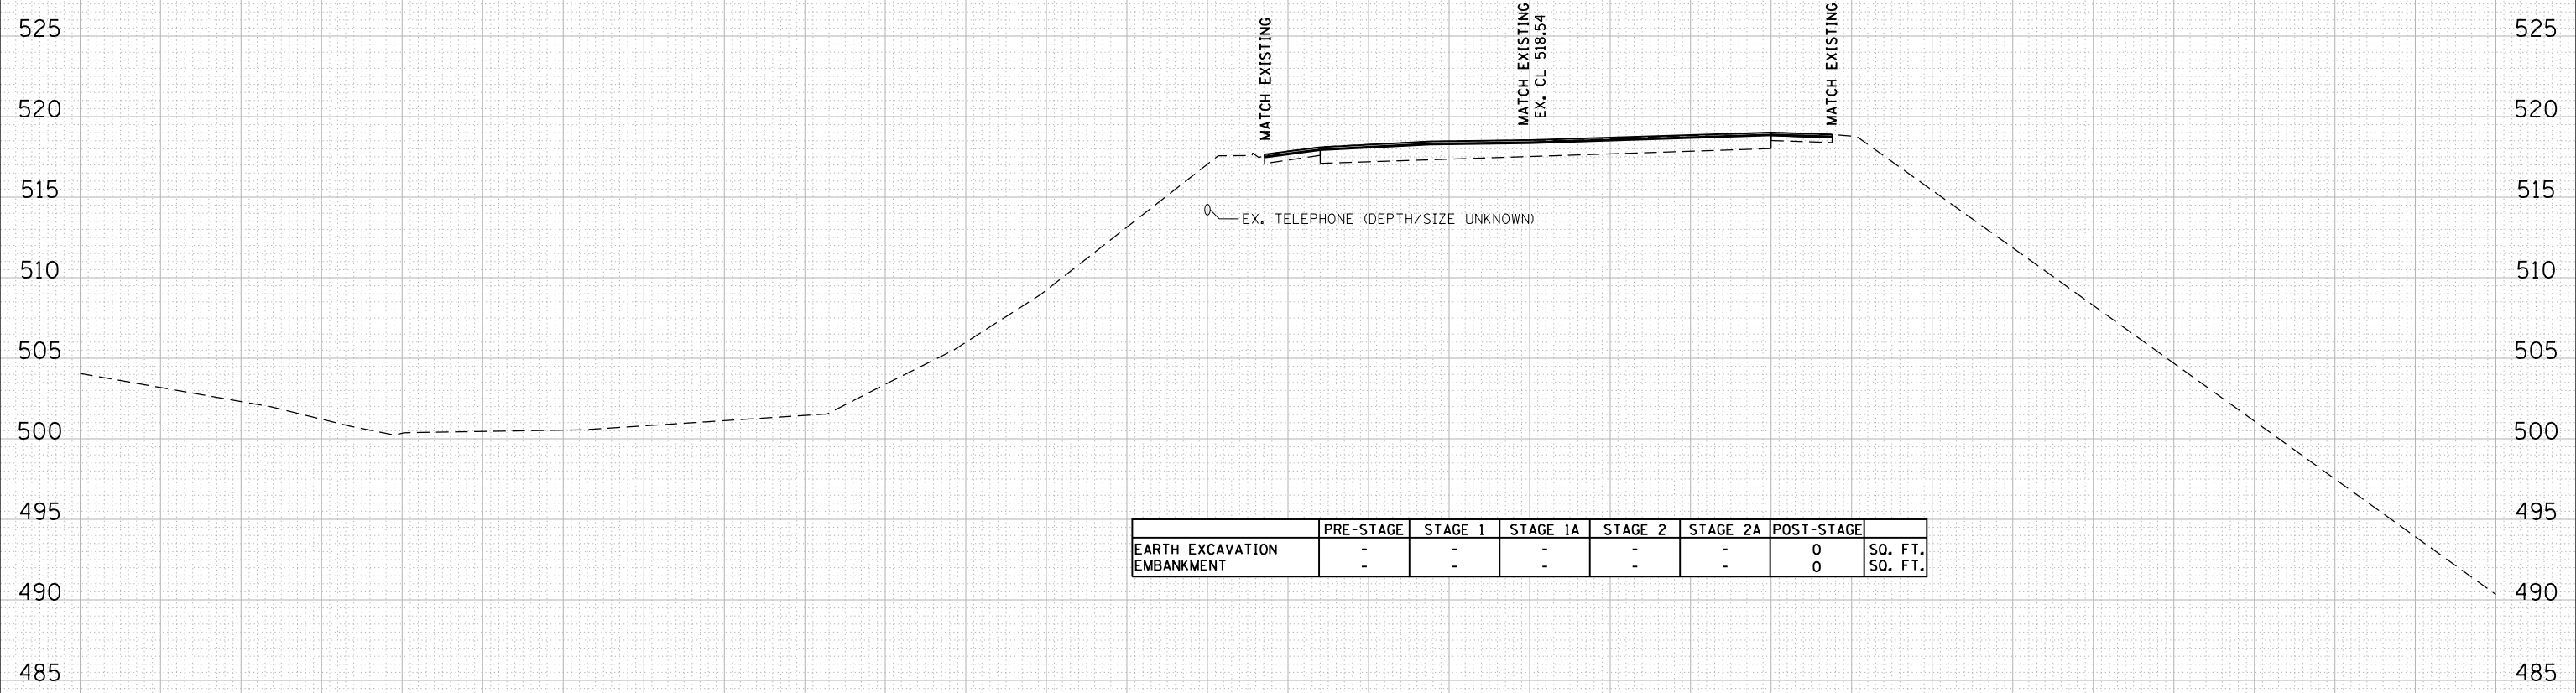 MATCH EXISTING
MATCH EXISTING
EX. CL 518.54
MATCH EXISTING
525 525
520 520
515 515
EX. TELEPHONE (DEPTH/SIZE UNKNOWN)
510 510
505 505
500 500
495 495
PRE-STAGE STAGE 1 STAGE 1A STAGE 2 STAGE 2A POST-STAGE
EARTH EXCAVATION - - - - - 0 SQ. FT.
EMBANKMENT - - - - - 0 SQ. FT.
490 490
485 485